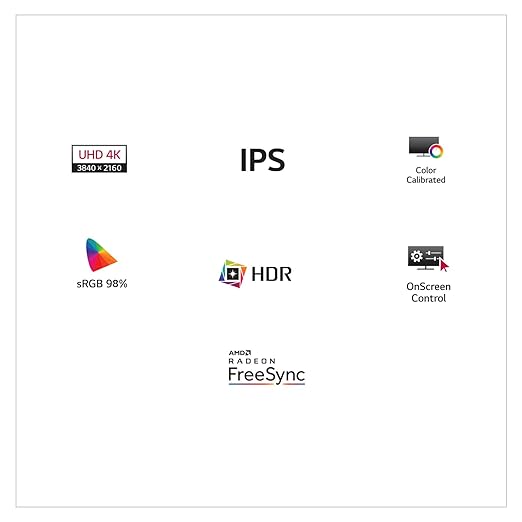 UHD 4K
3840 x 2160
IPS
Color
Calibrated
sRGB 98%
HDR
OnScreen
Control
AMD
RADEON
FreeSync